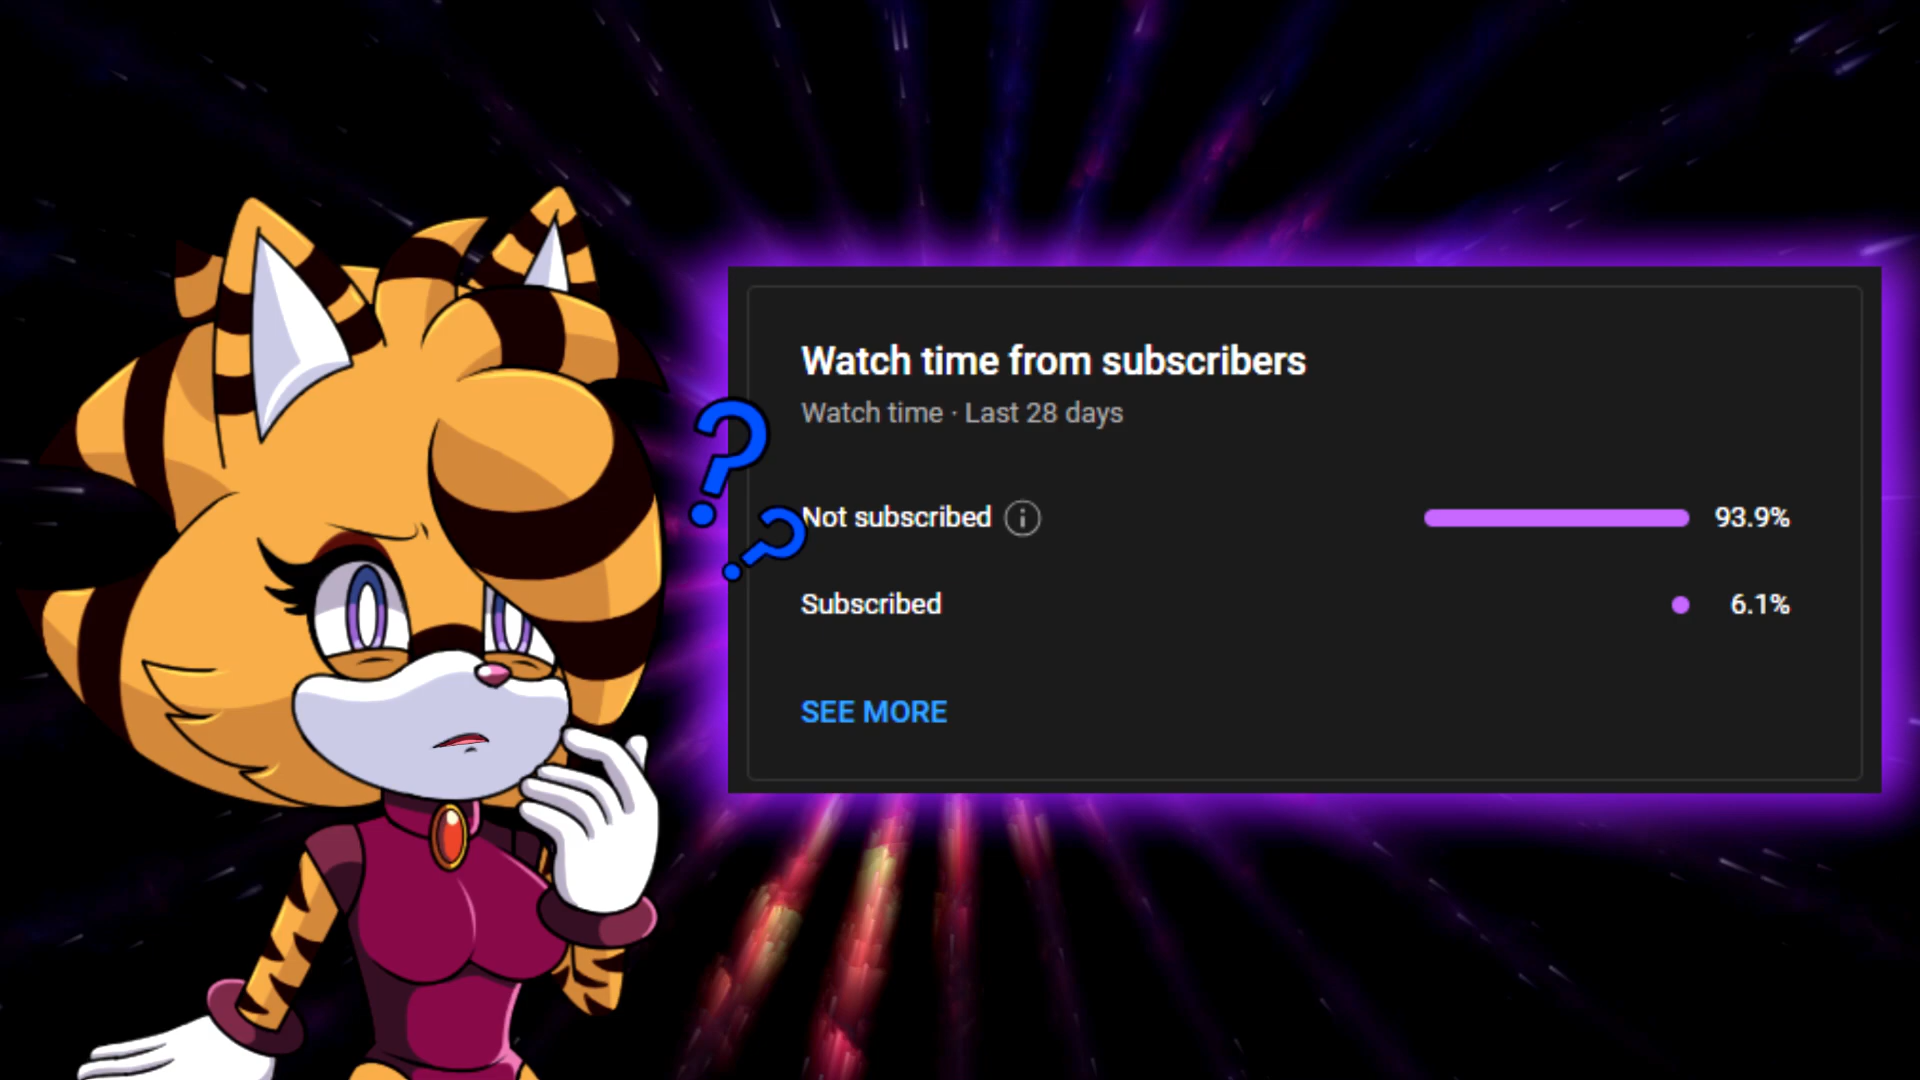 Watch time from subscribers
Watch time · Last 28 days
??
Not subscribed 93.9%
Subscribed 6.1%
SEE MORE